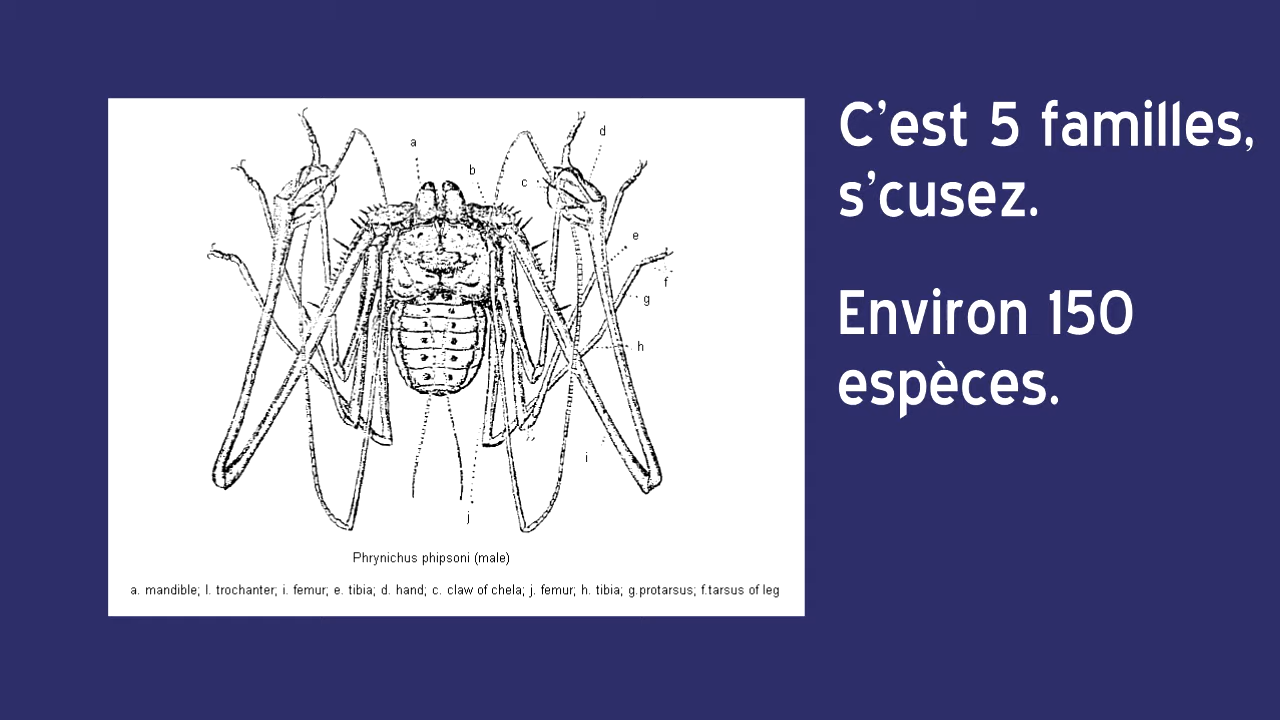 C'est 5 familles,
s'cusez.
Environ 150
espèces.
a
b
c
d
e
f
g
h
i
j
Phrynichus phipsoni (male)
a. mandible; l. trochanter; i. femur; e. tibia; d. hand; c. claw of chela; j. femur; h. tibia; g.protarsus; f.tarsus of leg